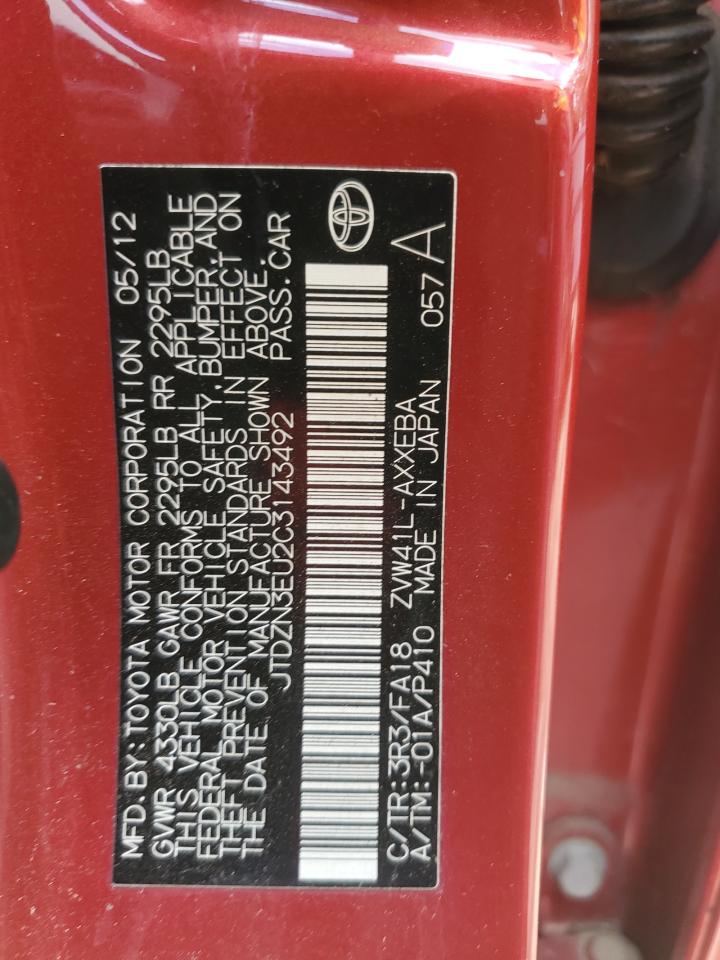 MFD. BY:TOYOTA MOTOR CORPORATION 05/12
GVWR 4330LB GAWR FR 2295LB RR 2295LB
THIS VEHICLE CONFORMS TO ALL APPLICABLE
FEDERAL MOTOR VEHICLE SAFETY, BUMPER, AND
THEFT PREVENTION STANDARDS IN EFFECT ON
THE DATE OF MANUFACTURE SHOWN ABOVE.
JTDZN3EU2C3143492 PASS. CAR
C/TR:3R3/FA18 ZVW41L-AXXEBA 057 A
A/TM:-01A/P410 MADE IN JAPAN